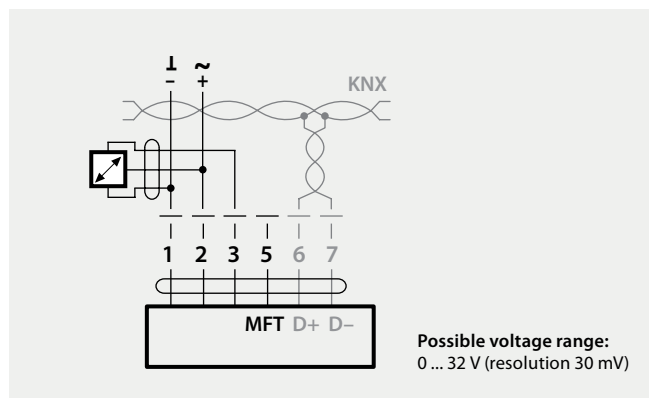 ⊥ ~
– +
KNX
1 2 3 5 6 7
MFT D+ D–
Possible voltage range:
0 ... 32 V (resolution 30 mV)